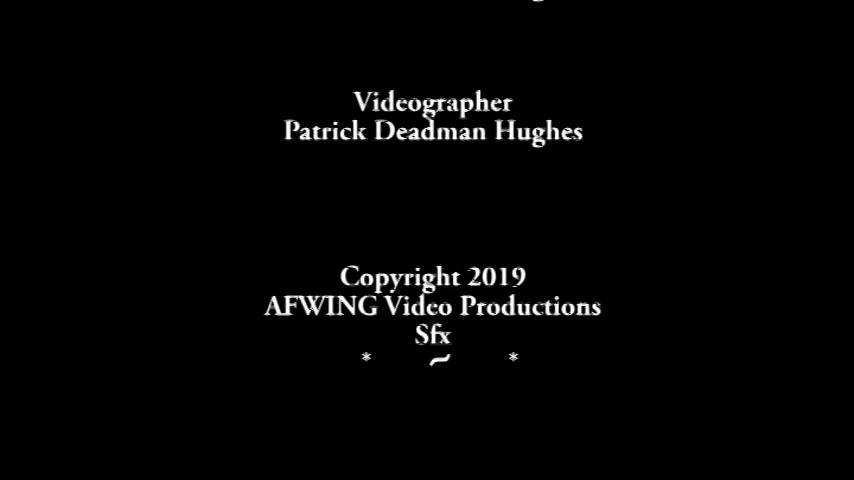 Videographer
Patrick Deadman Hughes
Copyright 2019
AFWING Video Productions
Sfx
* ~ *